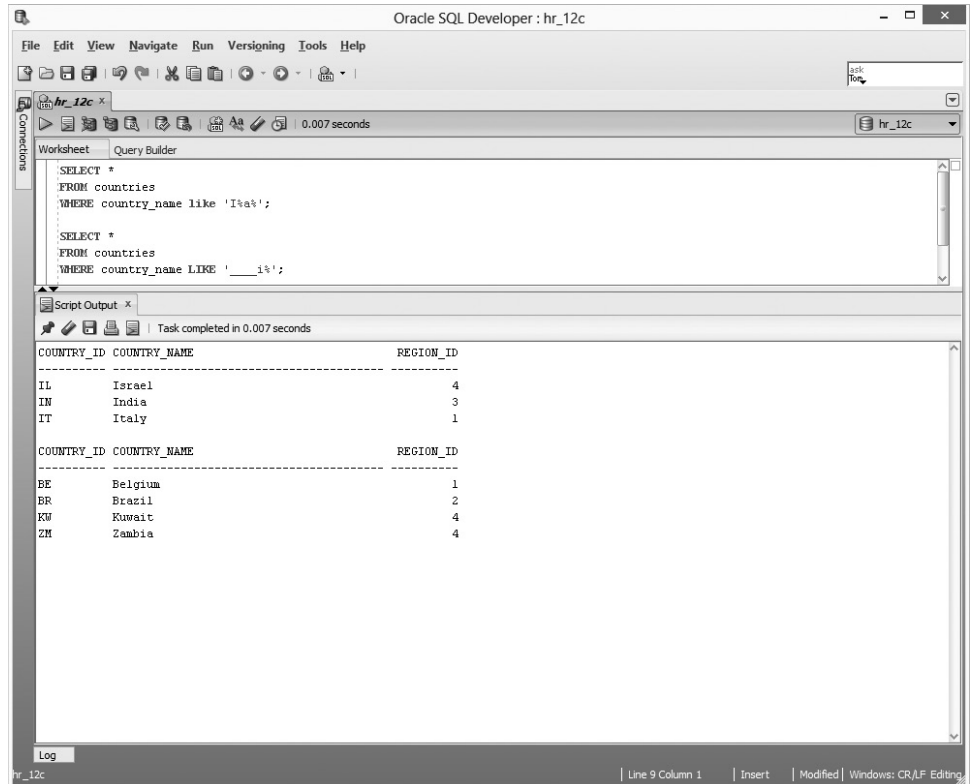 Oracle SQL Developer : hr_12c
File Edit View Navigate Run Versioning Tools Help
ask
Tom
hr_12c
0.007 seconds
hr_12c
Connections
Worksheet Query Builder
SELECT *
FROM countries
WHERE country_name like 'I%a%';
SELECT *
FROM countries
WHERE country_name LIKE '____i%';
Script Output
Task completed in 0.007 seconds
COUNTRY_ID COUNTRY_NAME REGION_ID
---------- ---------------------------------------- ----------
IL Israel 4
IN India 3
IT Italy 1
COUNTRY_ID COUNTRY_NAME REGION_ID
---------- ---------------------------------------- ----------
BE Belgium 1
BR Brazil 2
KW Kuwait 4
ZM Zambia 4
Log
hr_12c Line 9 Column 1 Insert Modified Windows: CR/LF Editing